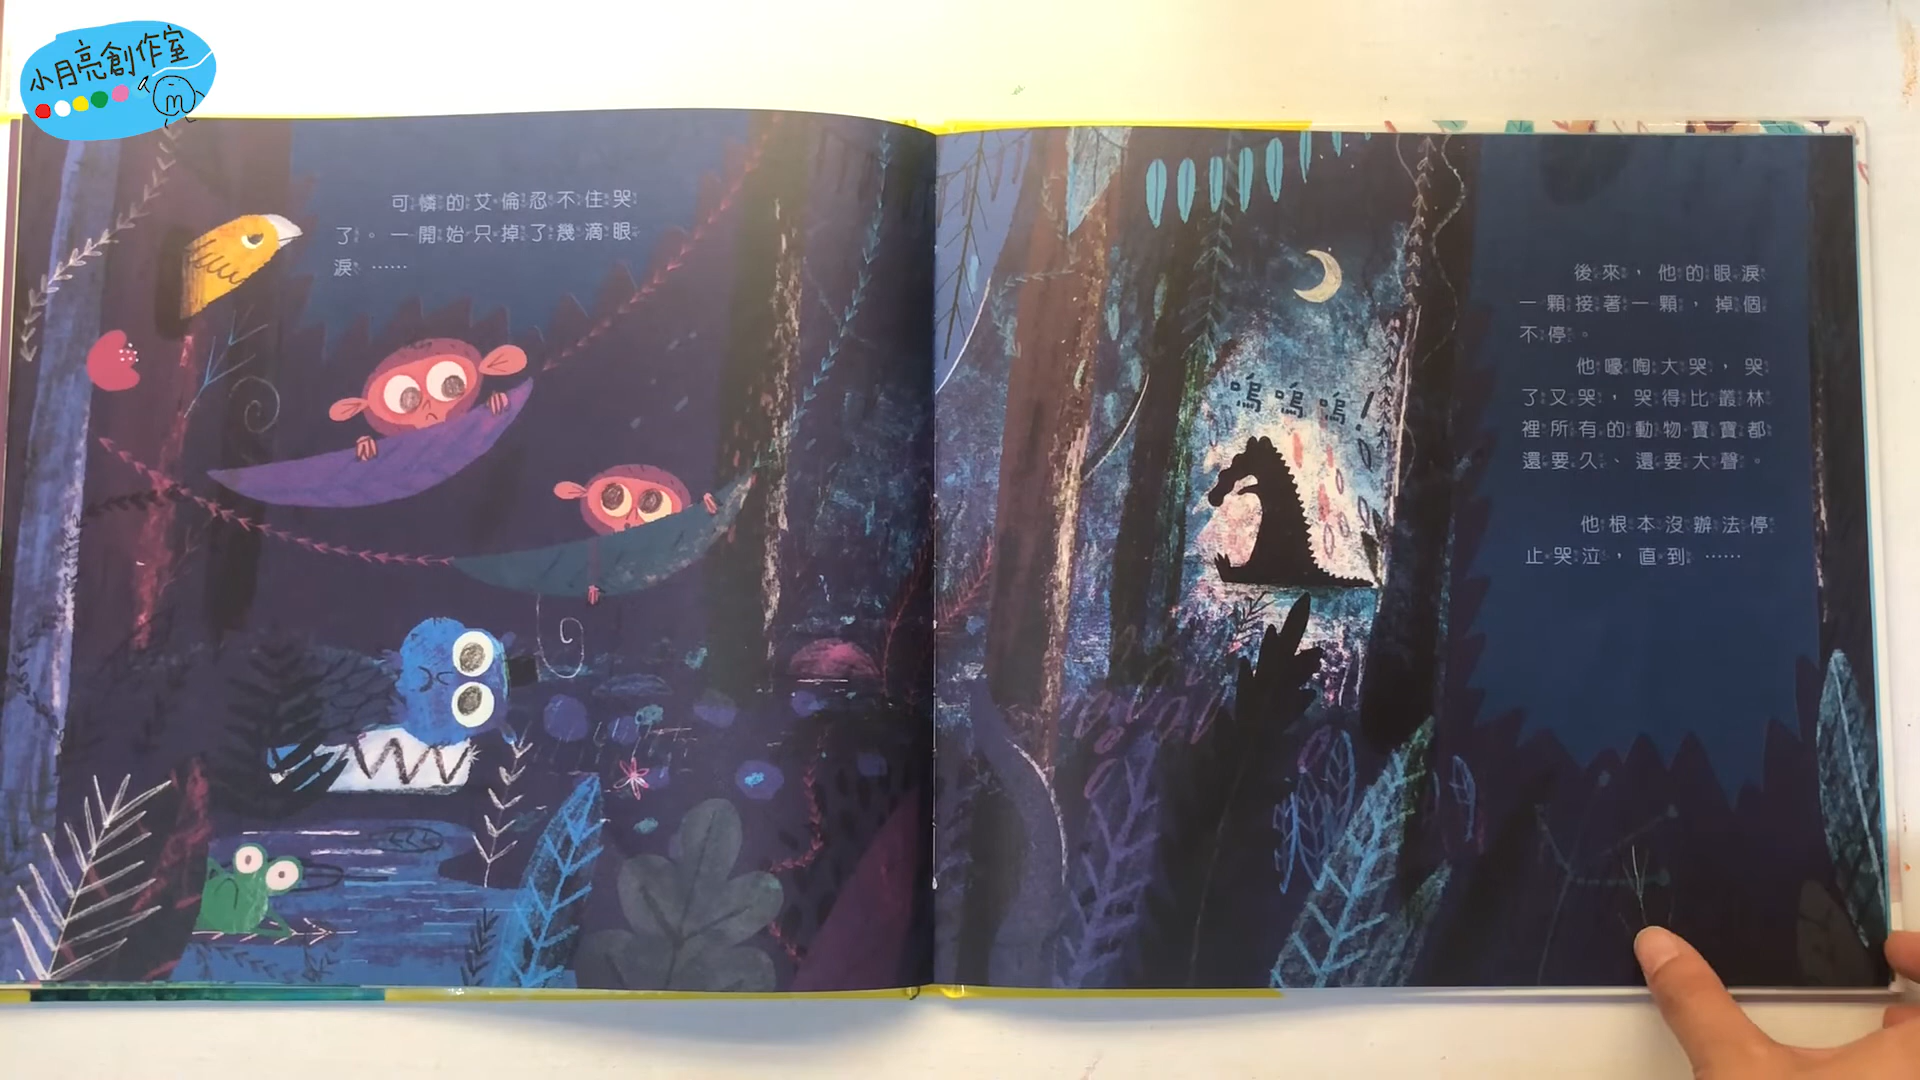 小月亮創作室
m
可憐的艾倫忍不住哭
了。一開始只掉了幾滴眼
淚。……
嗚嗚嗚!
後來,他的眼淚
一顆接著一顆,掉個
不停。
他嚎啕大哭,哭
了又哭,哭得比叢林
裡所有的動物寶寶都
還要久、還要大聲。
他根本沒辦法停
止哭泣,直到……